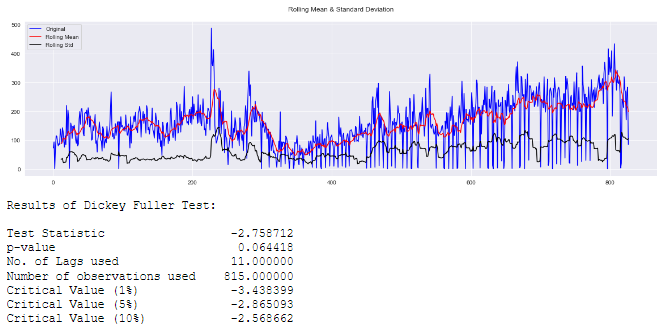 Rolling Mean & Standard Deviation
Original
Rolling Mean
Rolling Std
500
400
300
200
100
0
0
200
400
600
800
Results of Dickey Fuller Test:
Test Statistic -2.758712
p-value 0.064418
No. of Lags used 11.000000
Number of observations used 815.000000
Critical Value (1%) -3.438399
Critical Value (5%) -2.865093
Critical Value (10%) -2.568662